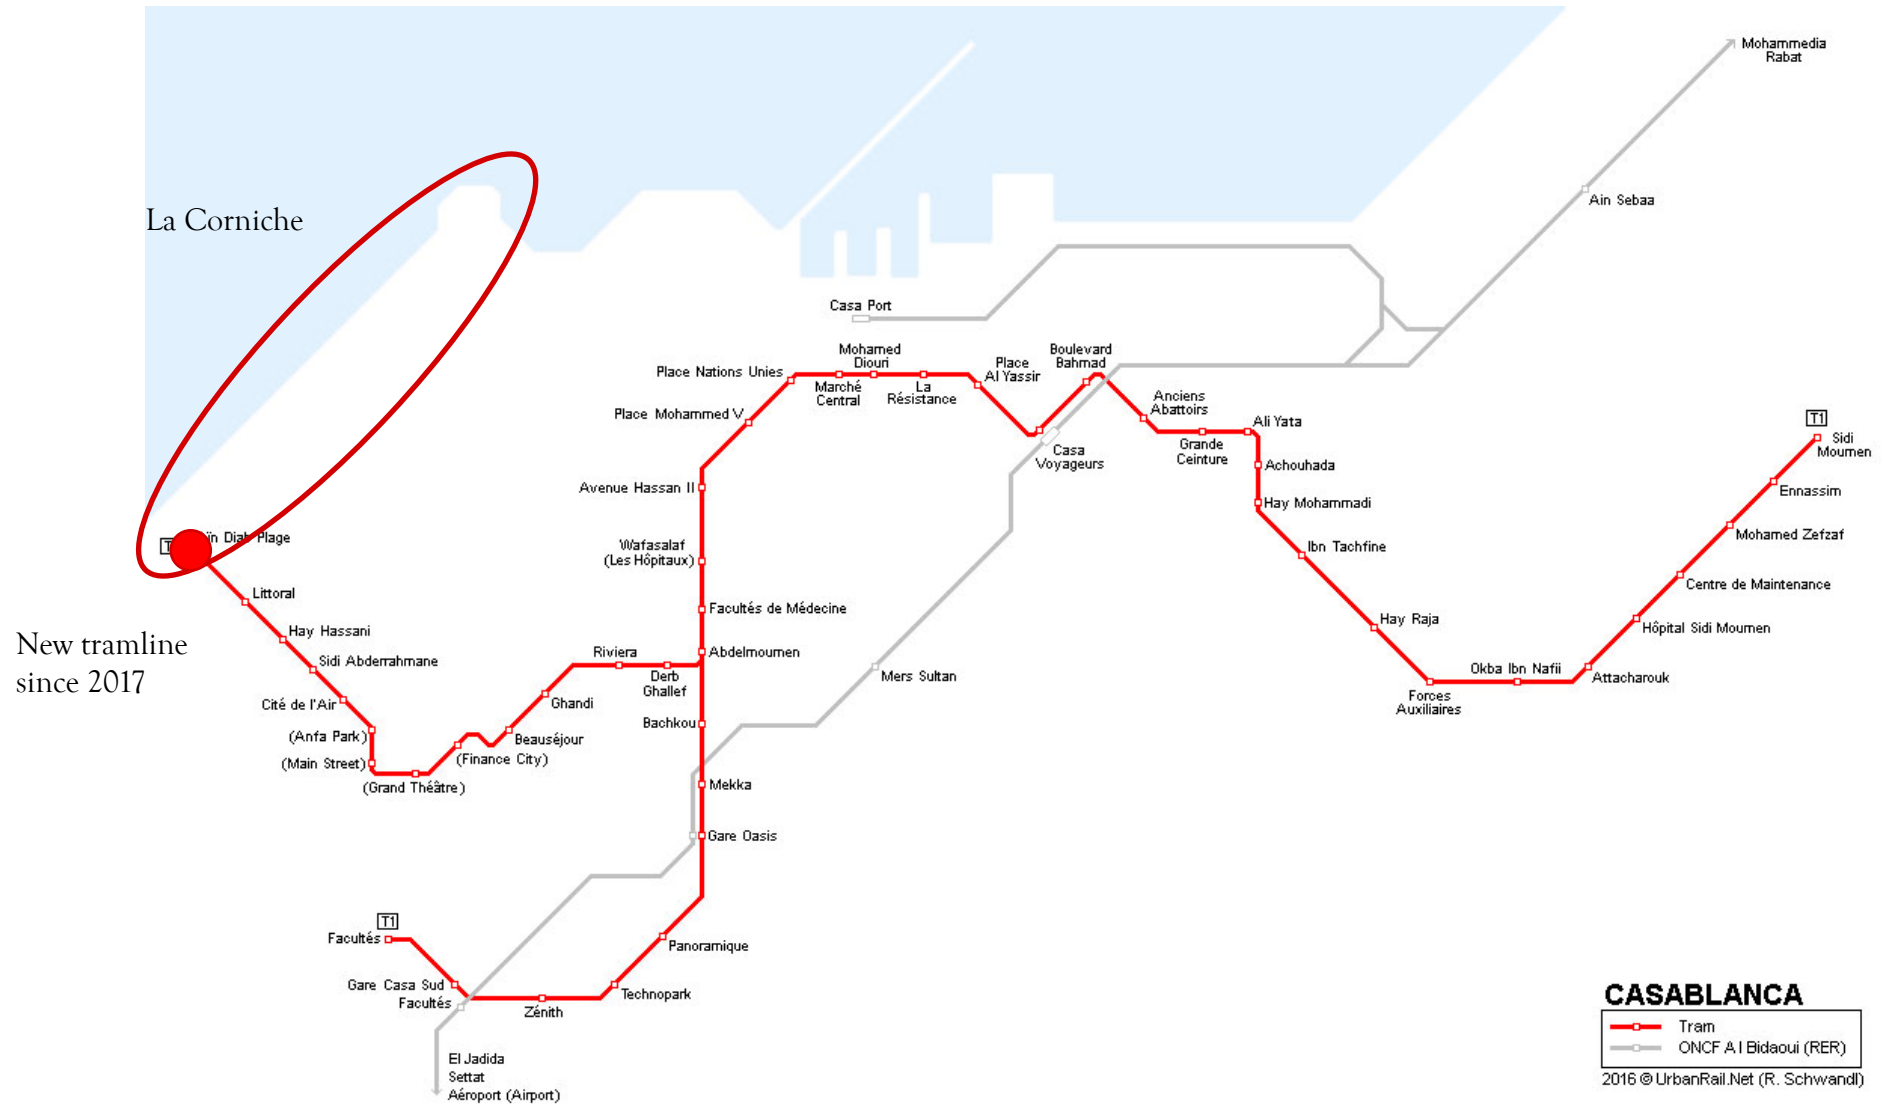 Mohammedia
Rabat
Ain Sebaa
La Corniche
Casa Port
Mohamed
Diouri
Place
Al Yassir
Boulevard
Bahmad
Place Nations Unies
Marché
Central
La
Résistance
Place Mohammed V
Anciens
Abattoirs
Ali Yata
Grande
Ceinture
Casa
Voyageurs
T1
Sidi
Moumen
Achouhada
Avenue Hassan II
Hay Mohammadi
Ennassim
Mohamed Zefzaf
ïn Diab Plage
Wafasalaf
(Les Hôpitaux)
Ibn Tachfine
Centre de Maintenance
Littoral
Facultés de Médecine
Hay Raja
Hôpital Sidi Moumen
Hay Hassani
New tramline
since 2017
Sidi Abderrahmane
Riviera
Abdelmoumen
Derb
Ghallef
Mers Sultan
Okba Ibn Nafii
Attacharouk
Forces
Auxiliaires
Cité de l'Air
Ghandi
Bachkou
(Anfa Park)
Beauséjour
(Main Street)
(Finance City)
(Grand Théâtre)
Mekka
Gare Oasis
T1
Facultés
Panoramique
Gare Casa Sud
Facultés
Technopark
Zénith
El Jadida
Settat
Aéroport (Airport)
CASABLANCA
Tram
ONCF A l Bidaoui (RER)
2016 @ UrbanRail.Net (R. Schwandl)